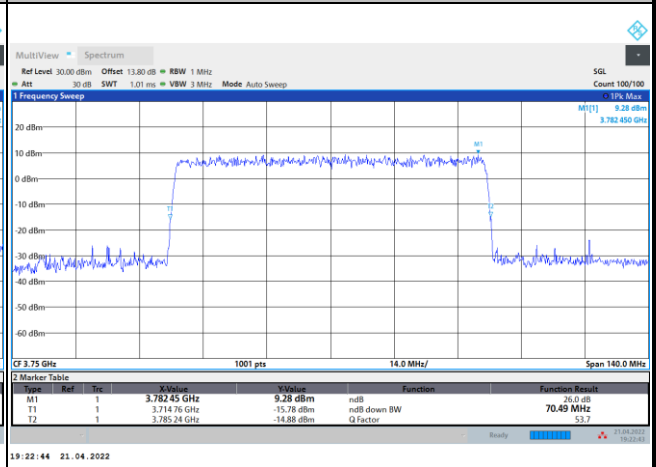 MultiView Spectrum
Ref Level 30.00 dBm Offset 13.80 dB RBW 1 MHz SGL
Att 30 dB SWT 1.01 ms VBW 3 MHz Mode Auto Sweep Count 100/100
1 Frequency Sweep 1Pk Max
M1[1] 9.28 dBm
3.782 450 GHz
20 dBm
M1
10 dBm
0 dBm
-10 dBm
T1
T2
-20 dBm
-30 dBm
-40 dBm
-50 dBm
-60 dBm
CF 3.75 GHz 1001 pts 14.0 MHz/ Span 140.0 MHz
2 Marker Table
Type Ref Trc X-Value Y-Value Function Function Result
M1 1 3.782 45 GHz 9.28 dBm ndB 26.0 dB
T1 1 3.714 76 GHz -15.78 dBm ndB down BW 70.49 MHz
T2 1 3.785 24 GHz -14.88 dBm Q Factor 53.7
Ready 21.04.2022
19:22:43
19:22:44 21.04.2022